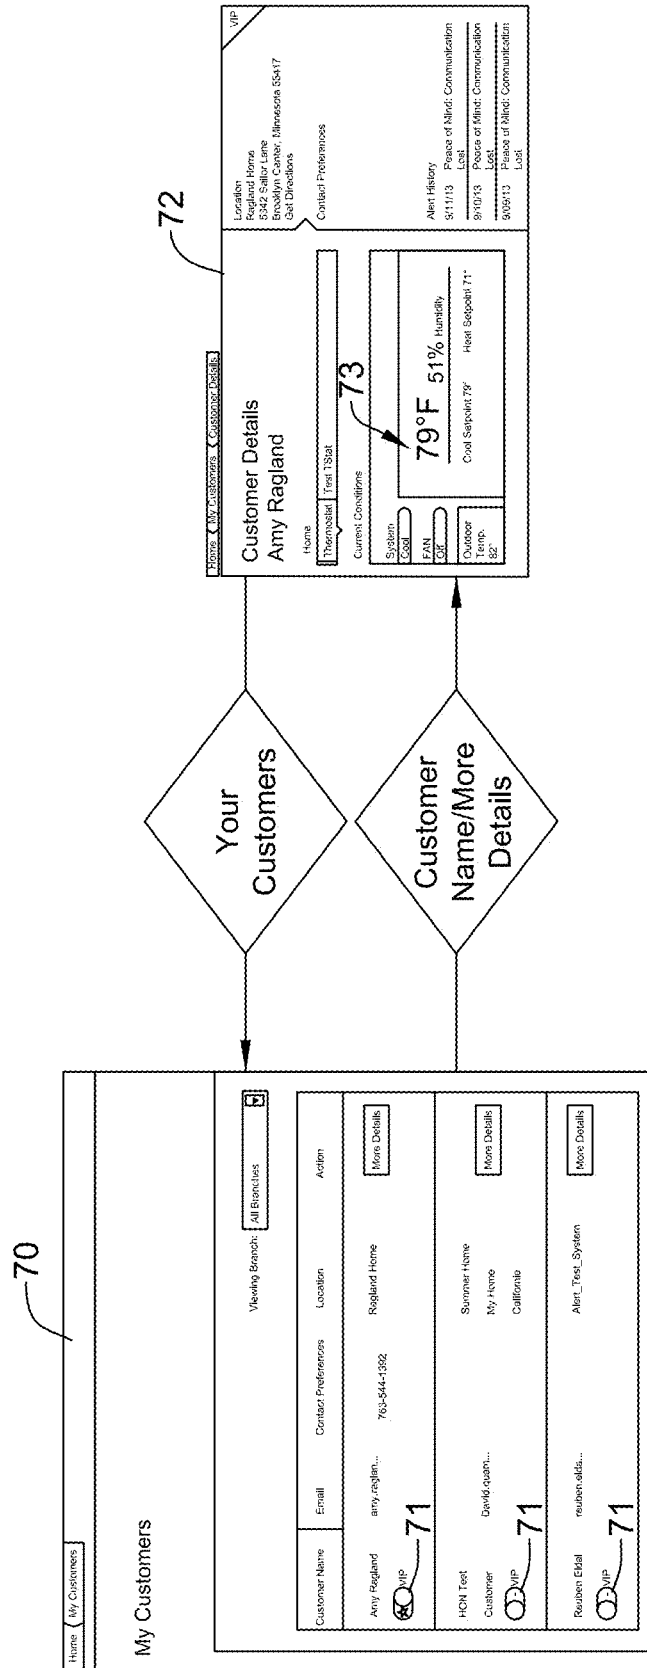 70
Home My Customers
My Customers
Viewing Branch: All Branches
Customer Name Email Contact Preferences Location Action
Amy Ragland amy.raglan... 763-544-1392 Ragland Home More Details
VIP
71
HCN Test
Customer David.quam...
Summer Home
My Home
California
More Details
VIP
71
Reuben Eldal reuben.elda... Alert_Test_System More Details
VIP
71
Your
Customers
Customer
Name/More
Details
72
Home My Customers Customer Details
Customer Details
Amy Ragland
Home
Thermostat Test T'Stat
Current Conditions
System
Cool
FAN
Off
Outdoor
Temp.
82°
79°F 51% Humidity
Cool Setpoint 79° Heat Setpoint 71°
73
VIP
Location
Ragland Home
5342 Sailor Lane
Brooklyn Center, Minnesota 55417
Get Directions
Contact Preferences
Alert History
9/11/13 Peace of Mind: Communication
Lost
9/10/13 Peace of Mind: Communication
Lost
9/09/13 Peace of Mind: Communication
Lost